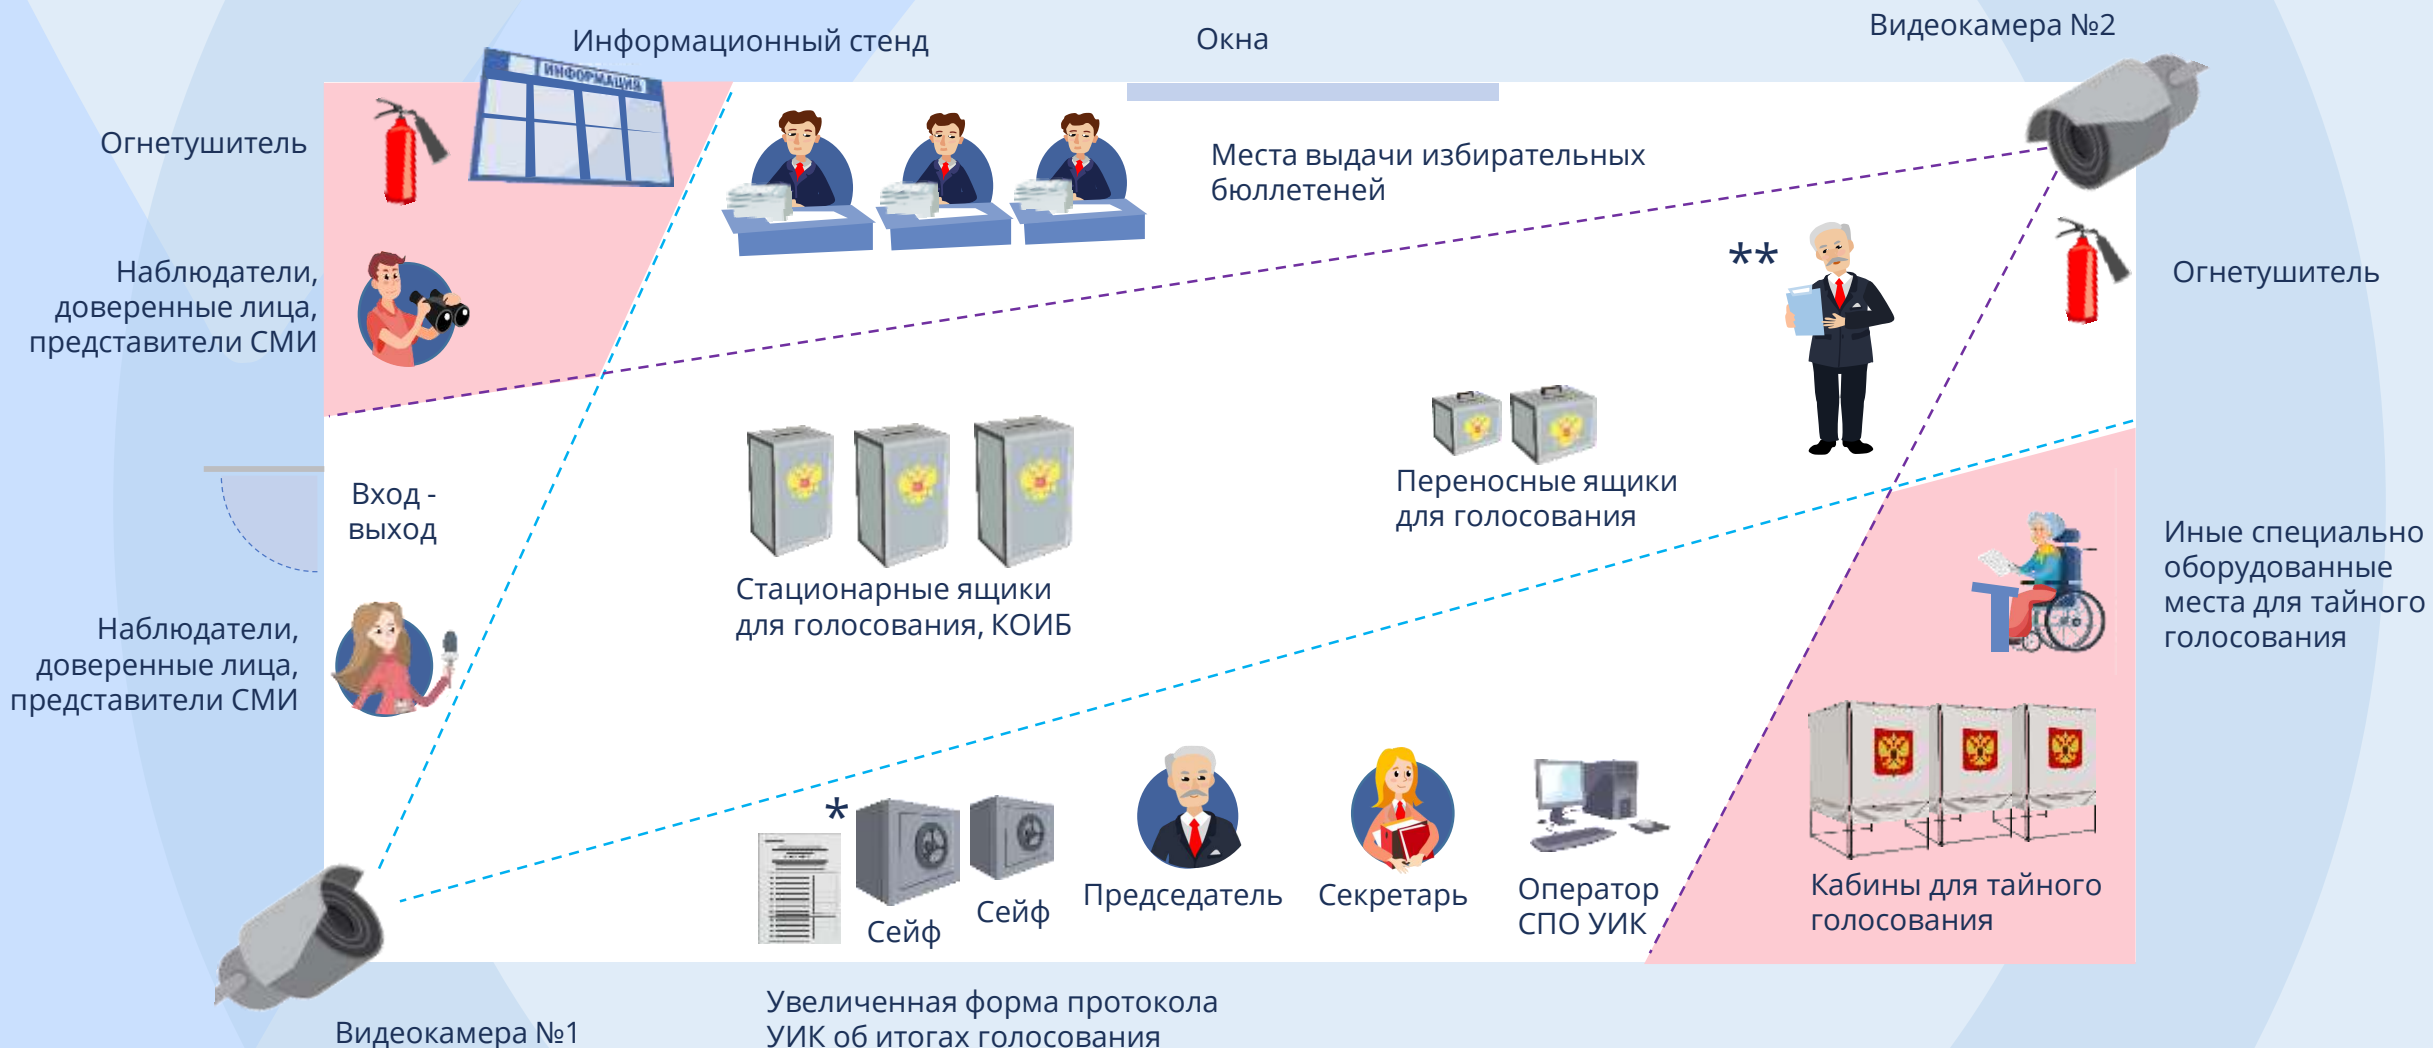 Информационный стенд
Окна
Видеокамера №2
ИНФОРМАЦИЯ
Огнетушитель
Места выдачи избирательных
бюллетеней
Наблюдатели,
доверенные лица,
представители СМИ
**
Огнетушитель
Вход -
выход
Переносные ящики
для голосования
Иные специально
оборудованные
места для тайного
голосования
Стационарные ящики
для голосования, КОИБ
Наблюдатели,
доверенные лица,
представители СМИ
*
Сейф
Сейф
Председатель
Секретарь
Оператор
СПО УИК
Кабины для тайного
голосования
Увеличенная форма протокола
УИК об итогах голосования
Видеокамера №1